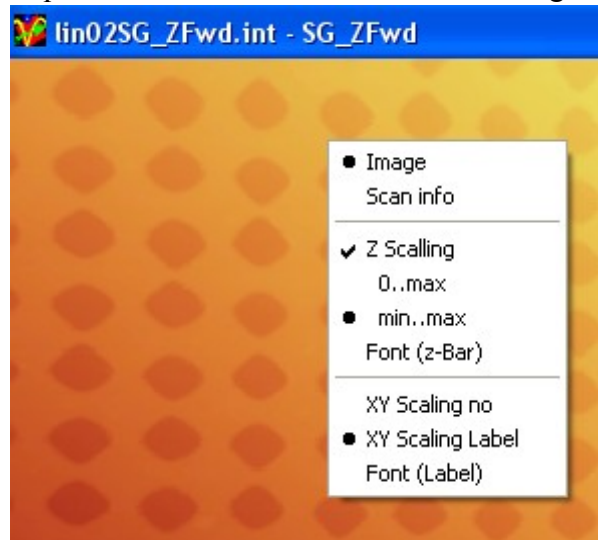 lin02SG_ZFwd.int - SG_ZFwd
Image
Scan info
Z Scalling
0..max
min..max
Font (z-Bar)
XY Scaling no
XY Scaling Label
Font (Label)